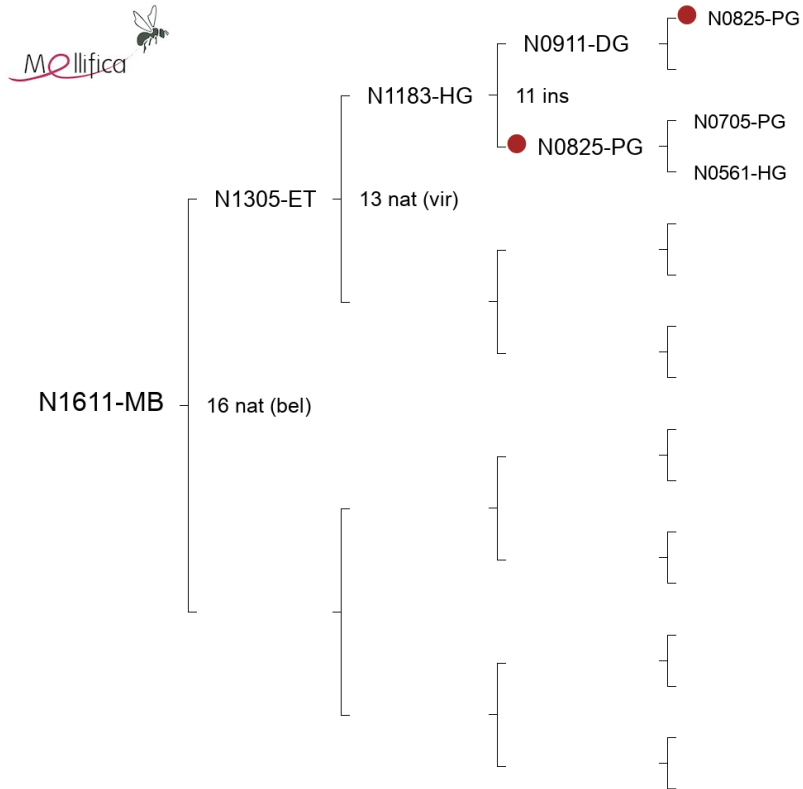 Mellifica
N0825-PG
N0911-DG
N1183-HG
11 ins
N0705-PG
N0825-PG
N0561-HG
N1305-ET
13 nat (vir)
N1611-MB
16 nat (bel)